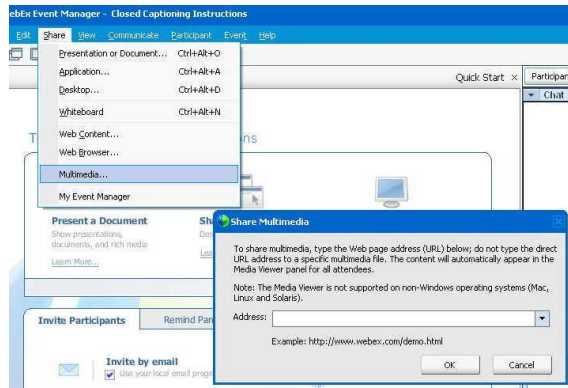 ebEx Event Manager - Closed Captioning Instructions
Edit Share View Communicate Participant Event Help
Presentation or Document... Ctrl+Alt+O
Application... Ctrl+Alt+A
Desktop... Ctrl+Alt+D
Whiteboard Ctrl+Alt+N
Web Content...
Web Browser...
Multimedia...
My Event Manager
Quick Start ×
Participan
Chat
T
ns
Present a Document
Show presentations,
documents, and rich media
Learn More...
Sh
Invite Participants
Remind Pan
Invite by email
Use your local email progr
Share Multimedia
To share multimedia, type the Web page address (URL) below; do not type the direct
URL address to a specific multimedia file. The content will automatically appear in the
Media Viewer panel for all attendees.
Note: The Media Viewer is not supported on non-Windows operating systems (Mac,
Linux and Solaris).
Address:
Example: http://www.webex.com/demo.html
OK Cancel